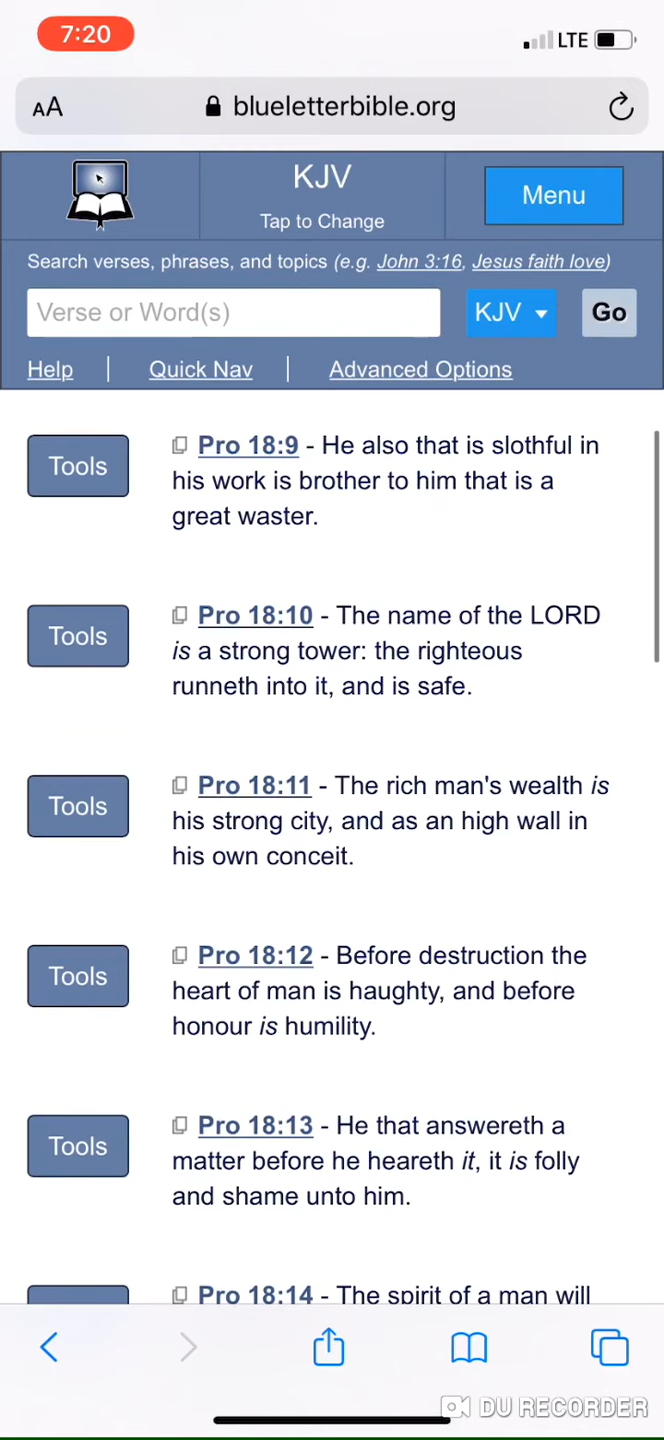 7:20
LTE
AA
blueletterbible.org
KJV
Tap to Change
Menu
Search verses, phrases, and topics (e.g. John 3:16, Jesus faith love)
Verse or Word(s)
KJV
Go
Help | Quick Nav | Advanced Options
Tools
Pro 18:9 - He also that is slothful in
his work is brother to him that is a
great waster.
Tools
Pro 18:10 - The name of the LORD
is a strong tower: the righteous
runneth into it, and is safe.
Tools
Pro 18:11 - The rich man's wealth is
his strong city, and as an high wall in
his own conceit.
Tools
Pro 18:12 - Before destruction the
heart of man is haughty, and before
honour is humility.
Tools
Pro 18:13 - He that answereth a
matter before he heareth it, it is folly
and shame unto him.
Pro 18:14 - The spirit of a man will
DU RECORDER